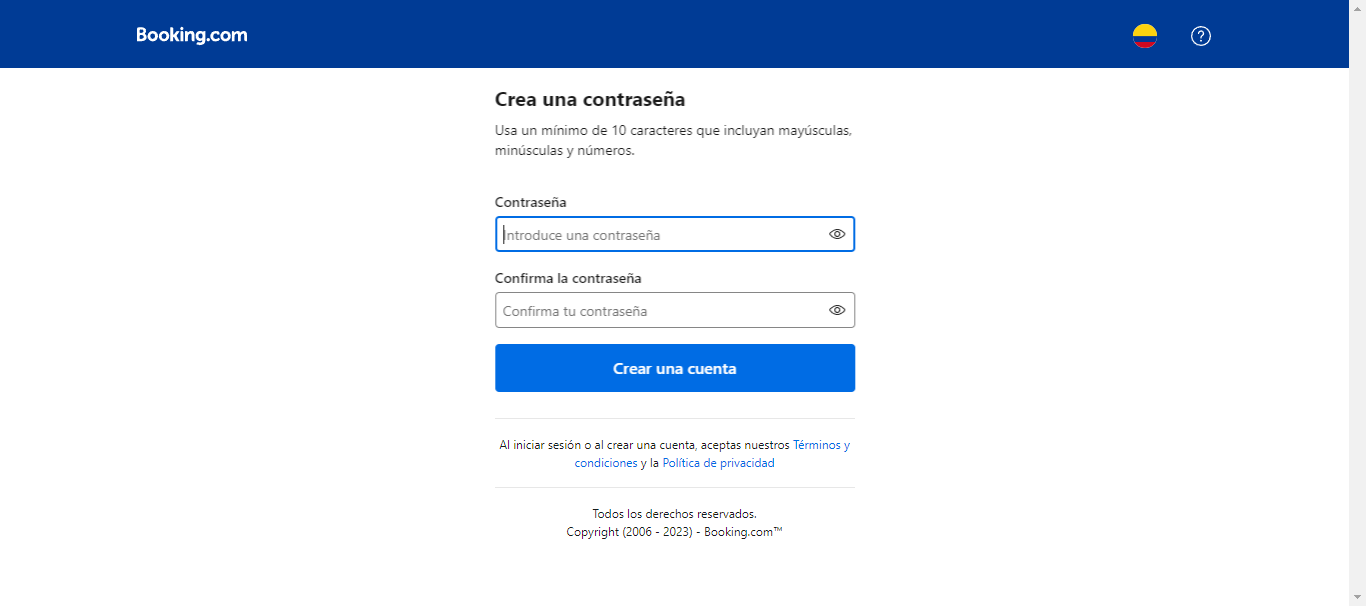 Booking.com
Crea una contraseña
Usa un mínimo de 10 caracteres que incluyan mayúsculas,
minúsculas y números.
Contraseña
Introduce una contraseña
Confirma la contraseña
Confirma tu contraseña
Crear una cuenta
Al iniciar sesión o al crear una cuenta, aceptas nuestros Términos y
condiciones y la Política de privacidad
Todos los derechos reservados.
Copyright (2006 - 2023) - Booking.com™